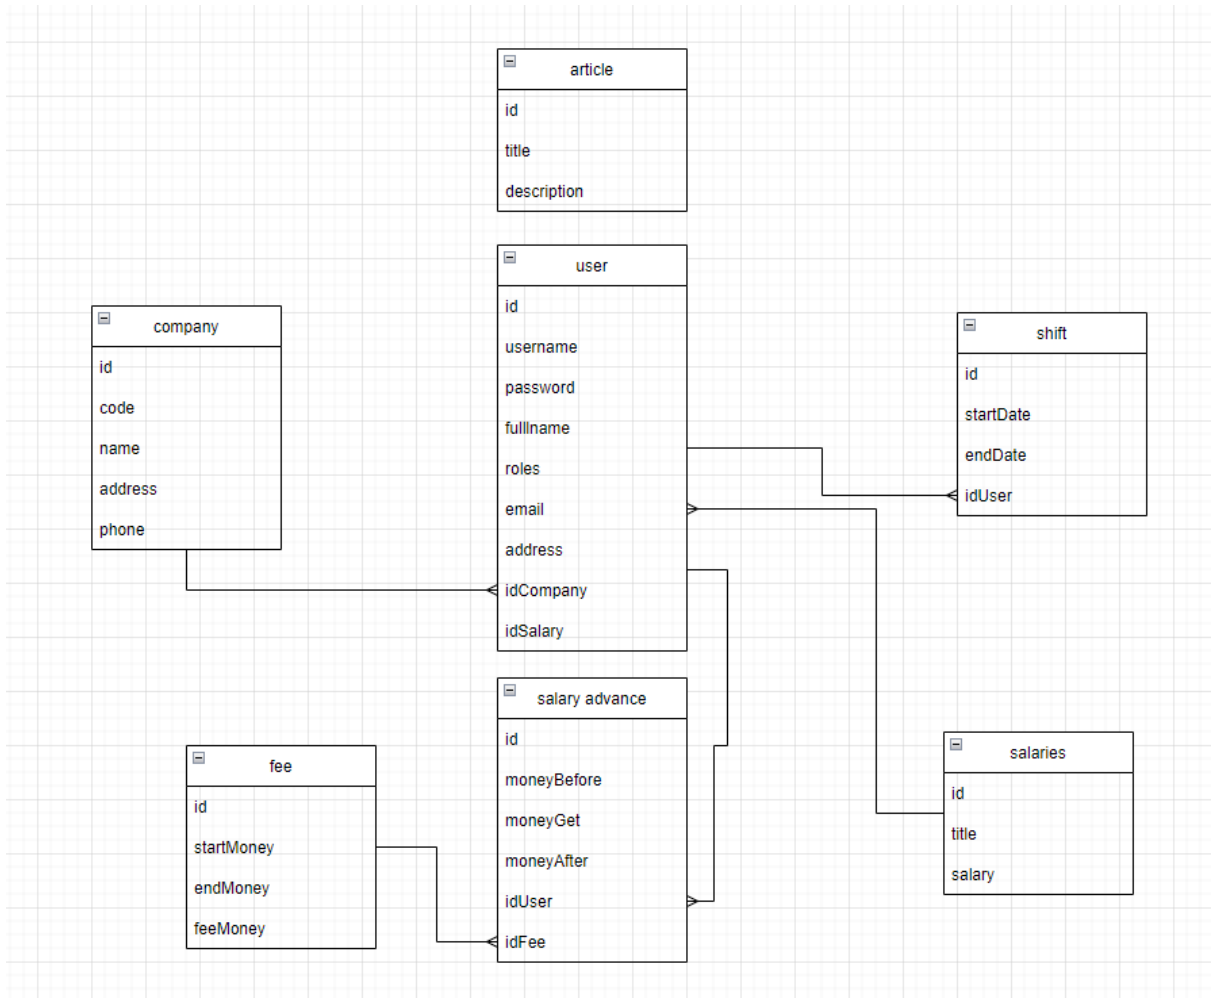 article
id
title
description
user
id
username
password
fulllname
roles
email
address
idCompany
idSalary
company
id
code
name
address
phone
shift
id
startDate
endDate
idUser
salary advance
id
moneyBefore
moneyGet
moneyAfter
idUser
idFee
fee
id
startMoney
endMoney
feeMoney
salaries
id
title
salary